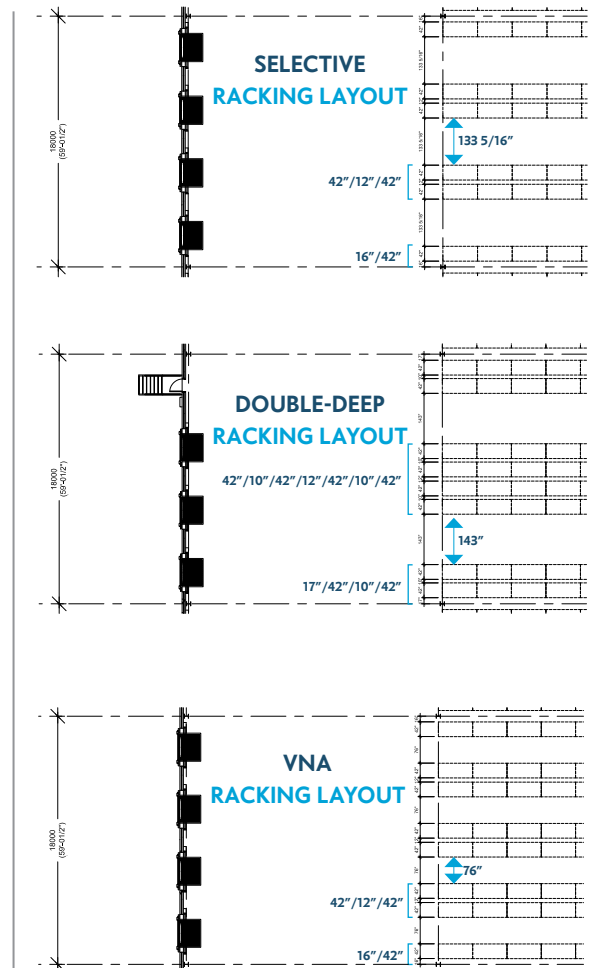 SELECTIVE
RACKING LAYOUT
18000
(59'-01/2")
133 5/16"
42"/12"/42"
16"/42"
DOUBLE-DEEP
RACKING LAYOUT
18000
(59'-01/2")
42"/10"/42"/12"/42"/10"/42"
143"
17"/42"/10"/42"
VNA
RACKING LAYOUT
18000
(59'-01/2")
76"
42"/12"/42"
16"/42"